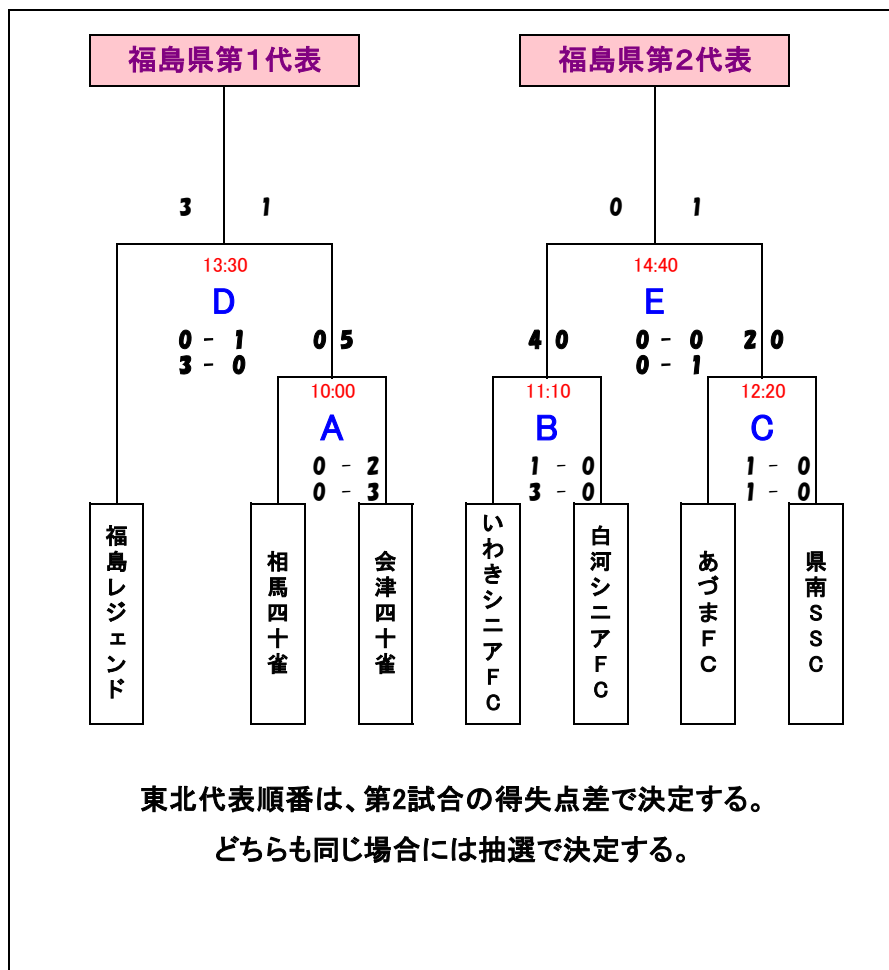 福島県第1代表 福島県第2代表
3 1 0 1
13:30 14:40
D E
0 - 1 0 5 4 0 0 - 0 2 0
3 - 0 0 - 1
10:00 11:10 12:20
A B C
0 - 2 1 - 0 1 - 0
0 - 3 3 - 0 1 - 0
福島レジェンド
相馬四十雀
会津四十雀
いわきシニアFC
白河シニアFC
あづまFC
県南SSC
東北代表順番は、第2試合の得失点差で決定する。
どちらも同じ場合には抽選で決定する。